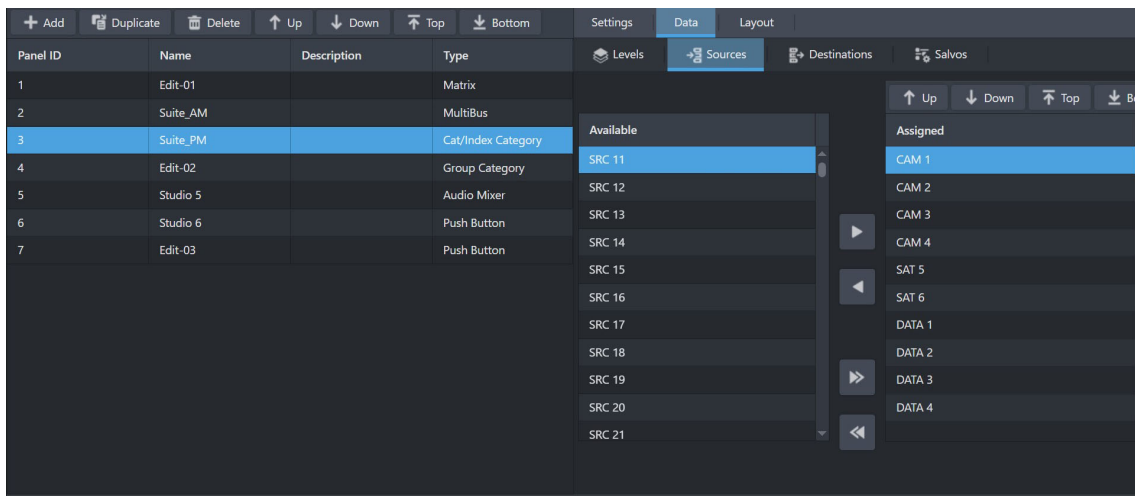 Add Duplicate Delete Up Down Top Bottom
Panel ID Name Description Type
1 Edit-01 Matrix
2 Suite_AM MultiBus
3 Suite_PM Cat/Index Category
4 Edit-02 Group Category
5 Studio 5 Audio Mixer
6 Studio 6 Push Button
7 Edit-03 Push Button
Settings Data Layout
Levels Sources Destinations Salvos
Available
SRC 11
SRC 12
SRC 13
SRC 14
SRC 15
SRC 16
SRC 17
SRC 18
SRC 19
SRC 20
SRC 21
Up Down Top
Assigned
CAM 1
CAM 2
CAM 3
CAM 4
SAT 5
SAT 6
DATA 1
DATA 2
DATA 3
DATA 4